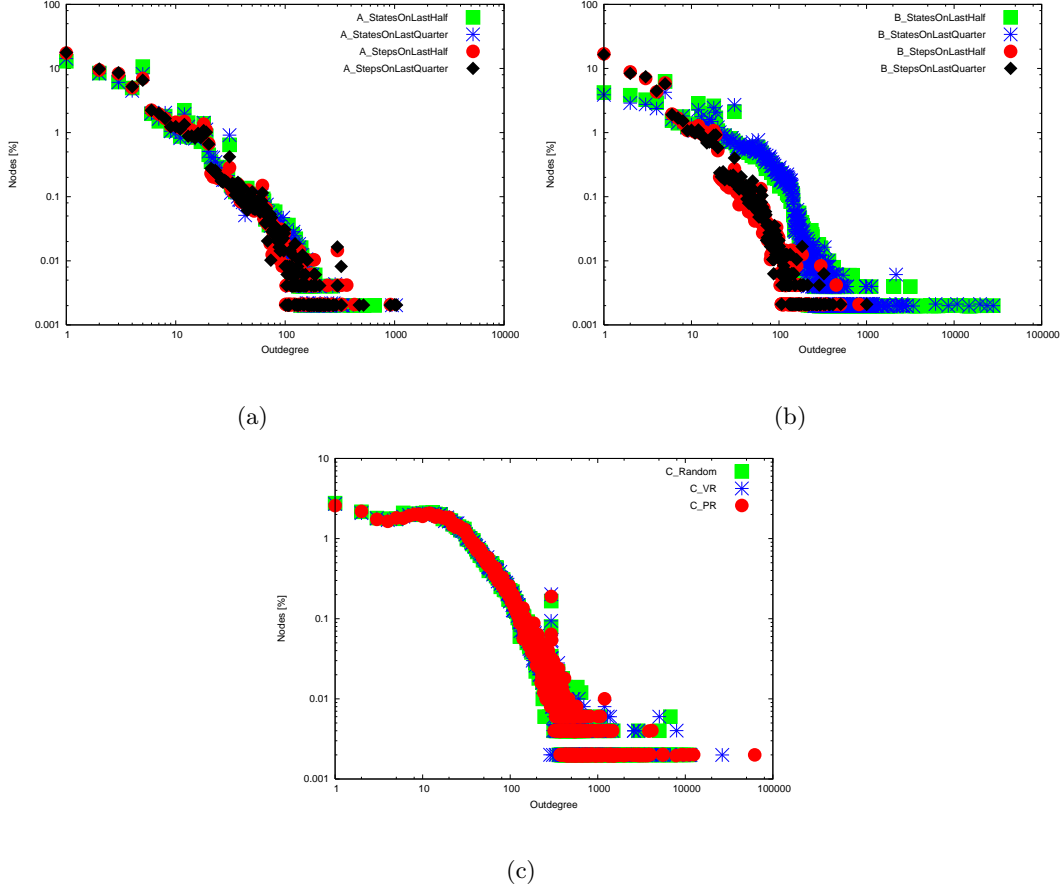 100
10
1
0.1
0.01
0.001
Nodes [%]
1
10
100
1000
10000
Outdegree
A_StatesOnLastHalf
A_StatesOnLastQuarter
A_StepsOnLastHalf
A_StepsOnLastQuarter
(a)
100
10
1
0.1
0.01
0.001
Nodes [%]
1
10
100
1000
10000
100000
Outdegree
B_StatesOnLastHalf
B_StatesOnLastQuarter
B_StepsOnLastHalf
B_StepsOnLastQuarter
(b)
10
1
0.1
0.01
0.001
Nodes [%]
1
10
100
1000
10000
100000
Outdegree
C_Random
C_VR
C_PR
(c)